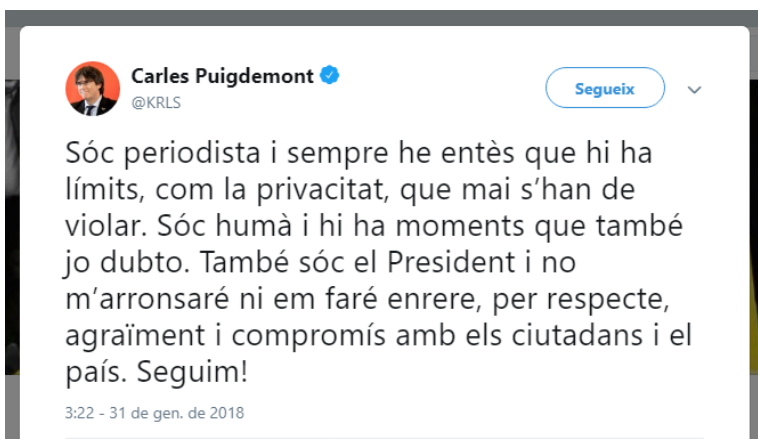 Carles Puigdemont
@KRLS
Segueix
Sóc periodista i sempre he entès que hi ha
límits, com la privacitat, que mai s’han de
violar. Sóc humà i hi ha moments que també
jo dubto. També sóc el President i no
m’arronsaré ni em faré enrere, per respecte,
agraïment i compromís amb els ciutadans i el
país. Seguim!
3:22 - 31 de gen. de 2018